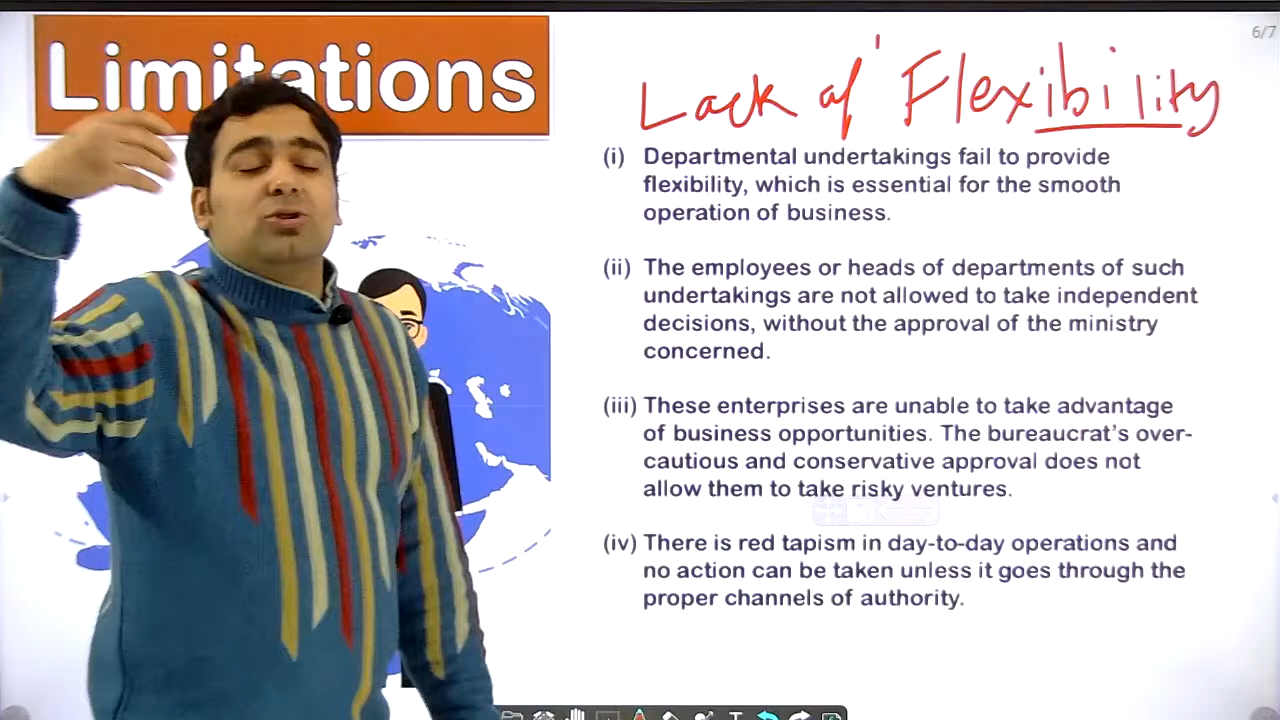 Limitations
6/7
Lack of Flexibility
(i) Departmental undertakings fail to provide
flexibility, which is essential for the smooth
operation of business.
(ii) The employees or heads of departments of such
undertakings are not allowed to take independent
decisions, without the approval of the ministry
concerned.
(iii) These enterprises are unable to take advantage
of business opportunities. The bureaucrat's over-
cautious and conservative approval does not
allow them to take risky ventures.
(iv) There is red tapism in day-to-day operations and
no action can be taken unless it goes through the
proper channels of authority.